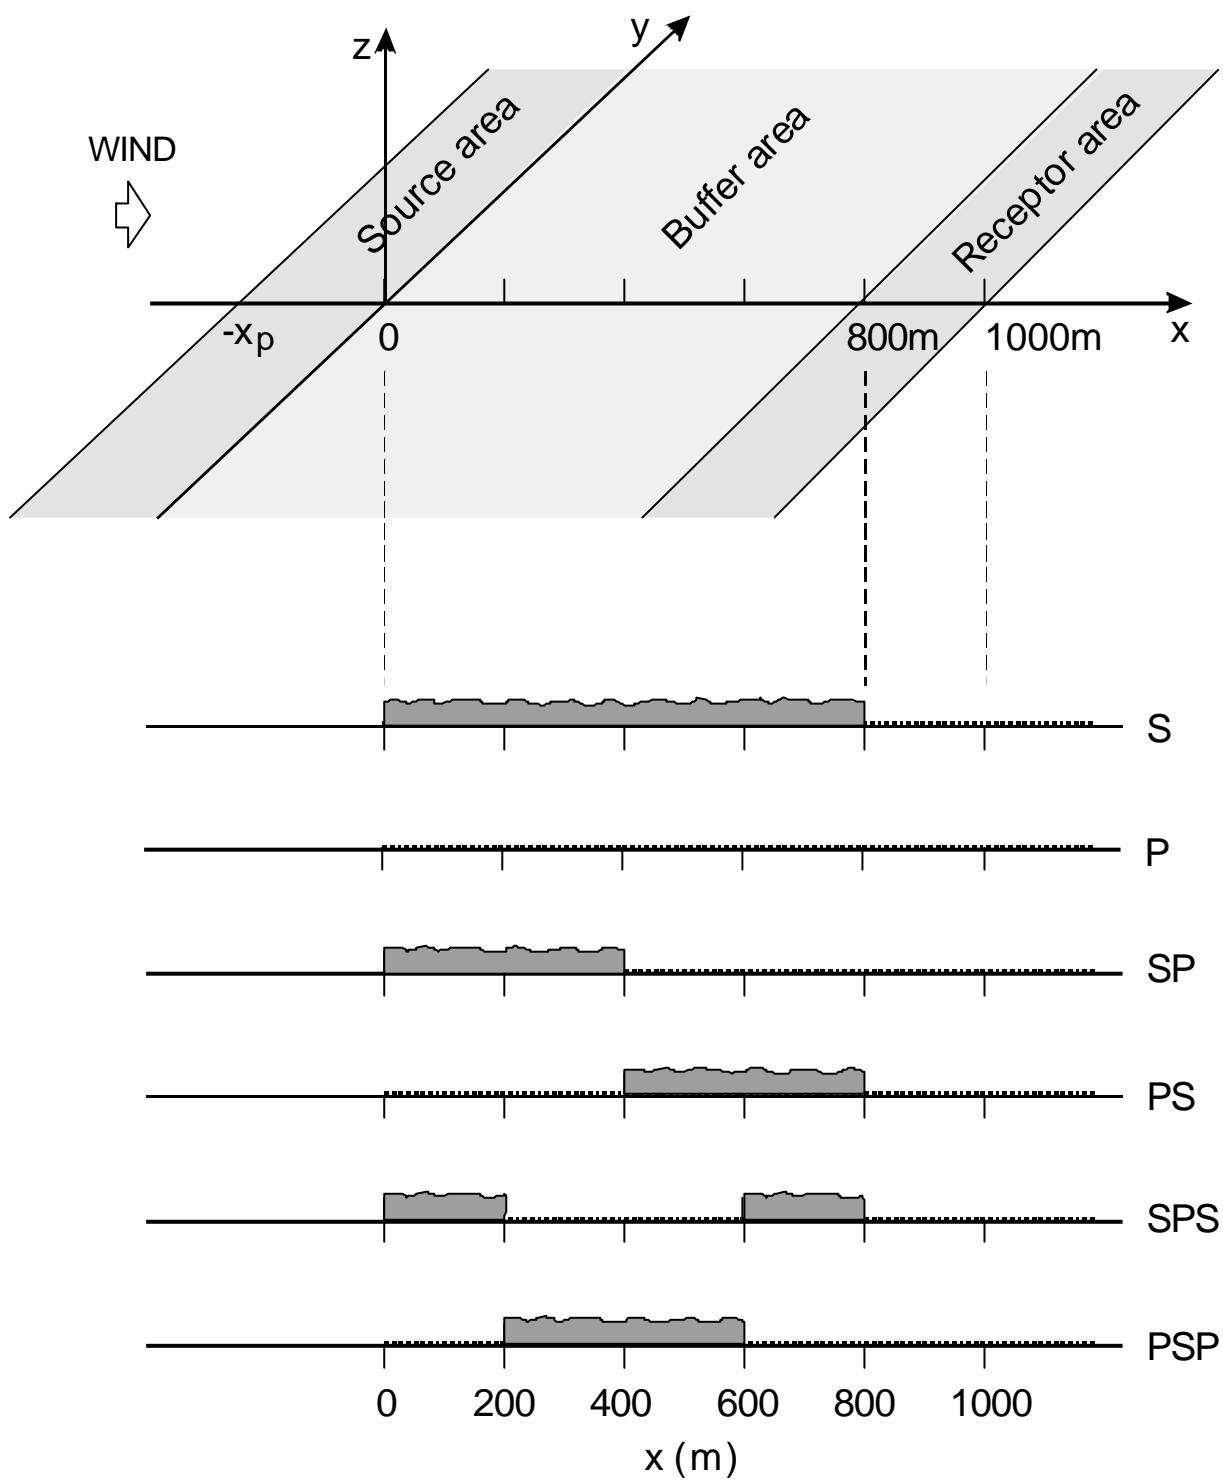 z
y
WIND
Source area
Buffer area
Receptor area
-xp
0
800m
1000m
x
S
P
SP
PS
SPS
PSP
0 200 400 600 800 1000
x (m)